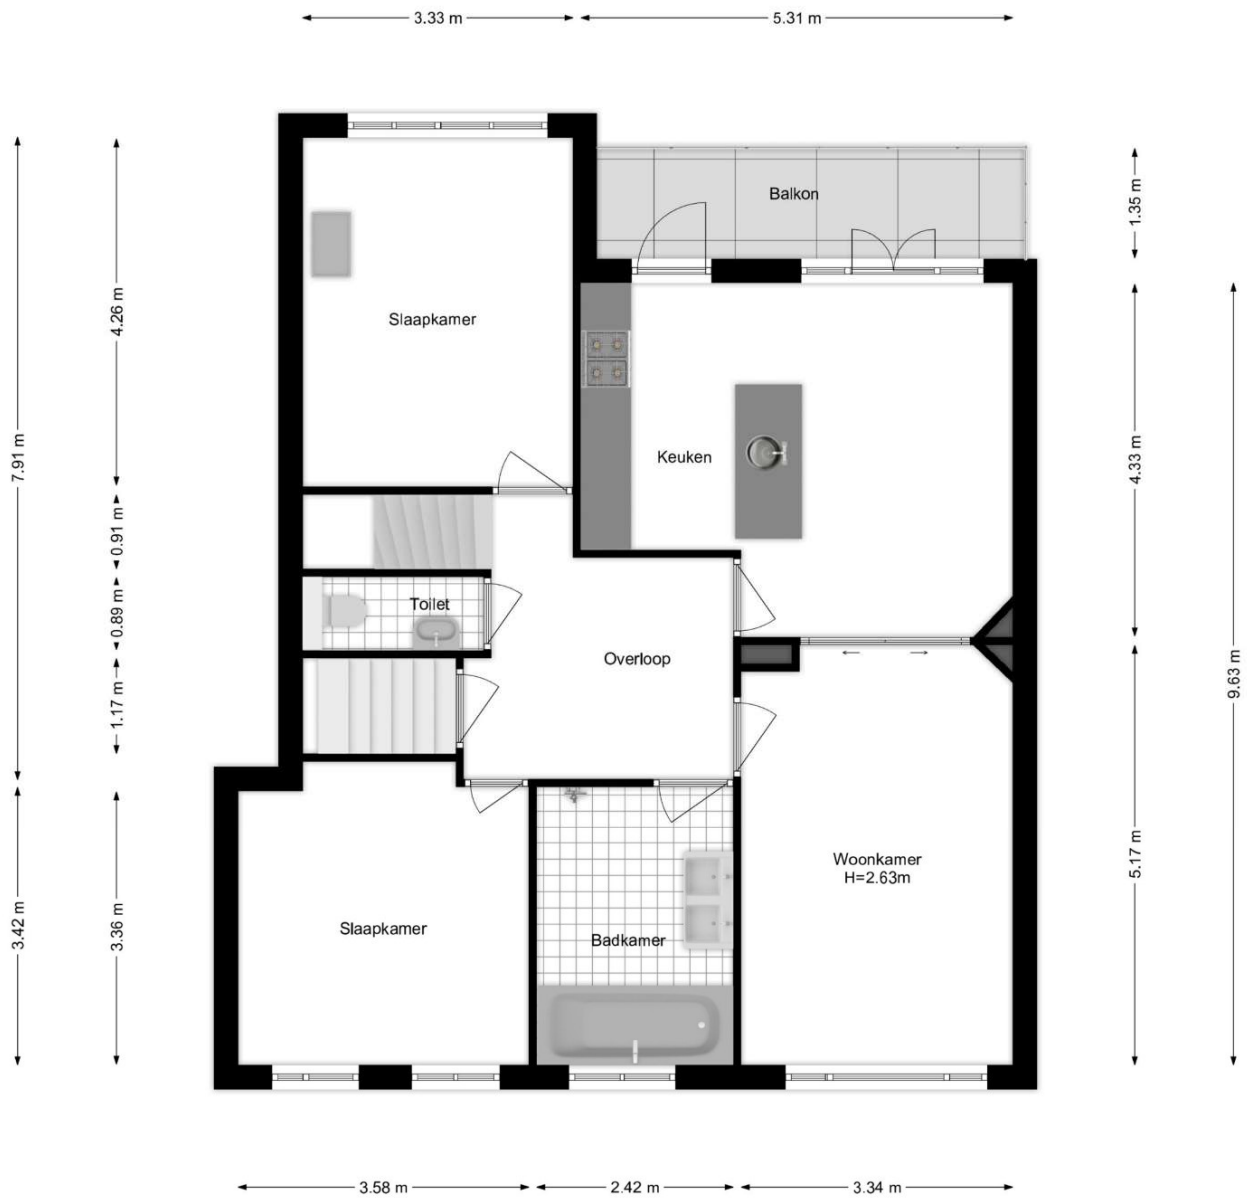 3.33 m
5.31 m
Balkon
1.35 m
4.26 m
Slaapkamer
7.91 m
Keuken
4.33 m
0.91 m
Toilet
0.89 m
Overloop
9.63 m
1.17 m
5.17 m
Woonkamer
H=2.63m
3.42 m
3.36 m
Slaapkamer
Badkamer
3.58 m
2.42 m
3.34 m